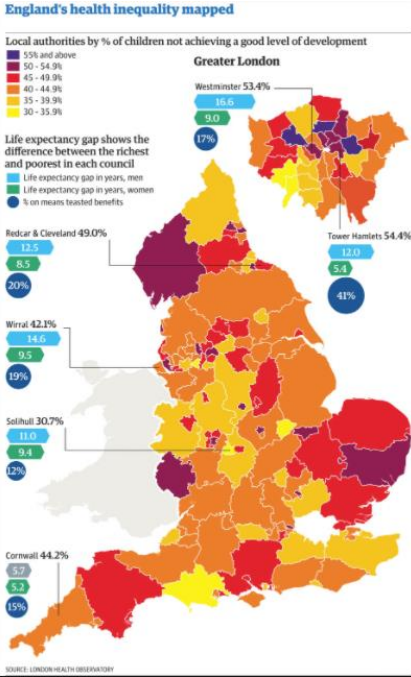 England's health inequality mapped
Local authorities by % of children not achieving a good level of development
55% and above
50 - 54.9%
45 - 49.9%
40 - 44.9%
35 - 39.9%
30 - 35.9%
Greater London
Westminster 53.4%
16.6
9.0
17%
Life expectancy gap shows the
difference between the richest
and poorest in each council
Life expectancy gap in years, men
Life expectancy gap in years, women
% on means teasted benefits
Redcar & Cleveland 49.0%
12.5
8.5
20%
Tower Hamlets 54.4%
12.0
5.4
41%
Wirral 42.1%
14.6
9.5
19%
Solihull 30.7%
11.0
9.4
12%
Cornwall 44.2%
5.7
5.2
15%
SOURCE: LONDON HEALTH OBSERVATORY